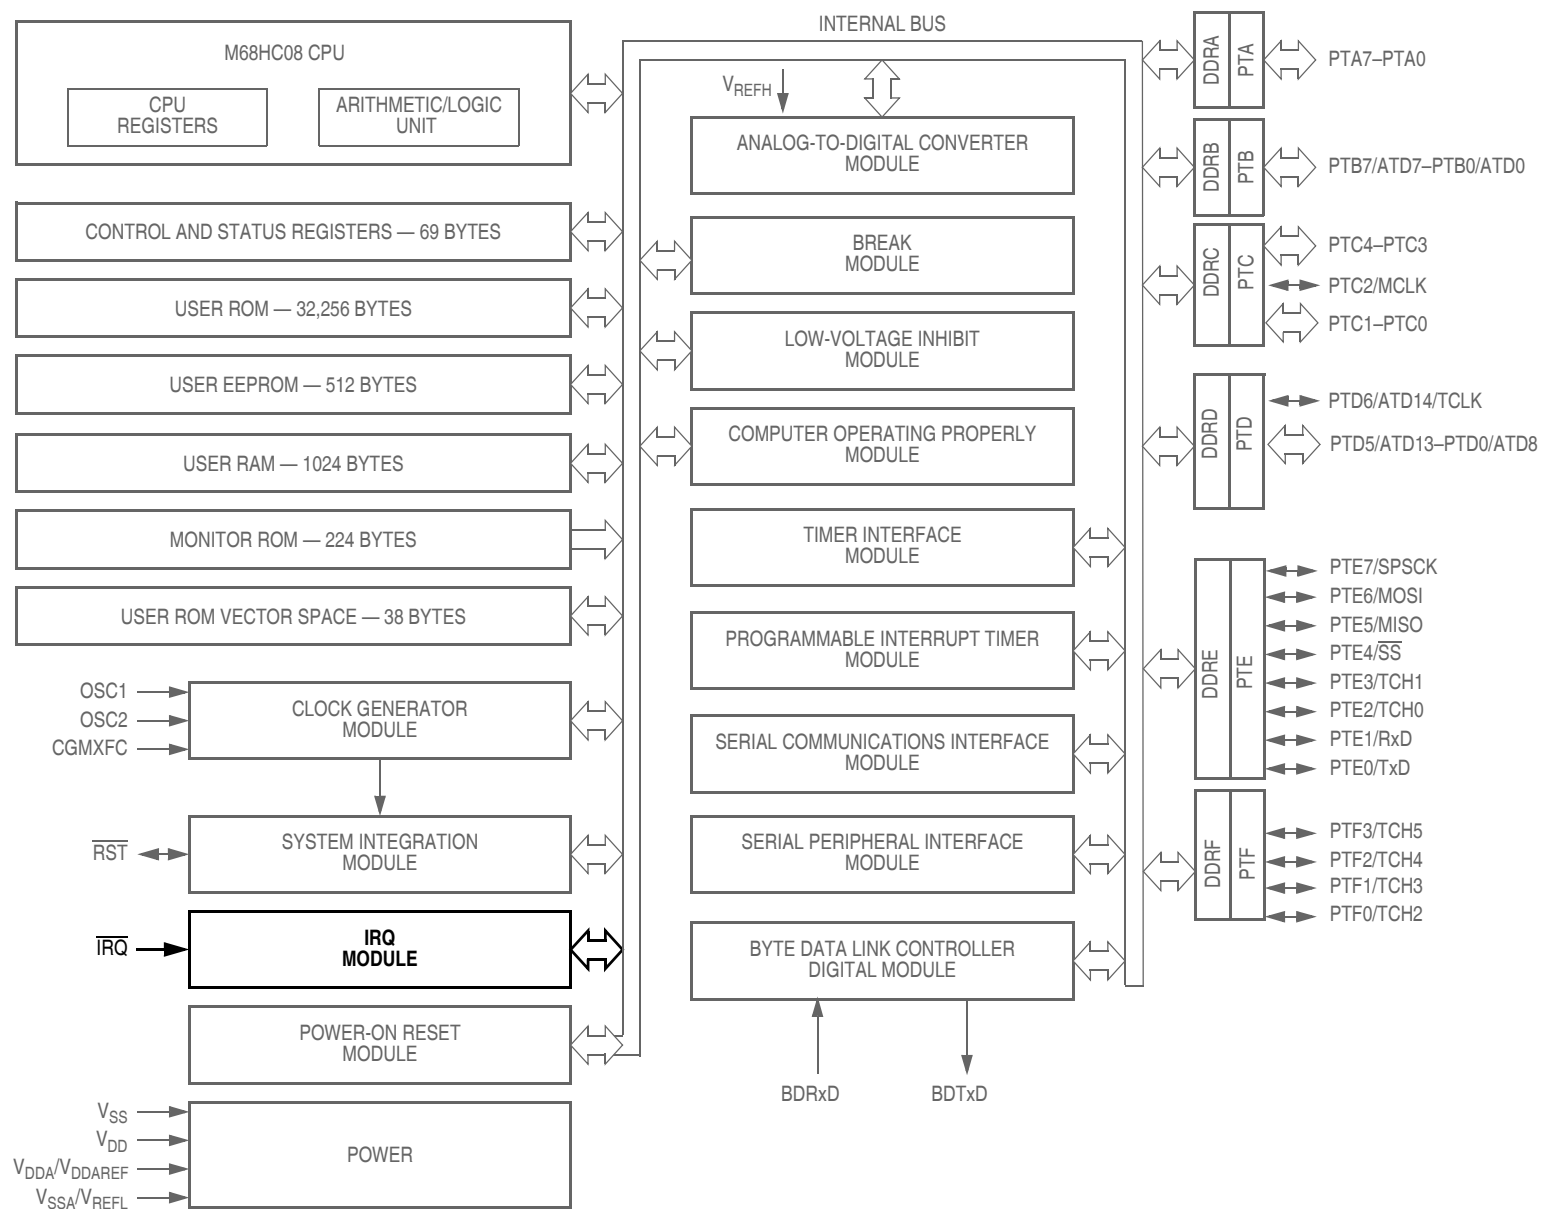 INTERNAL BUS
M68HC08 CPU
CPU
REGISTERS
ARITHMETIC/LOGIC
UNIT
CONTROL AND STATUS REGISTERS — 69 BYTES
USER ROM — 32,256 BYTES
USER EEPROM — 512 BYTES
USER RAM — 1024 BYTES
MONITOR ROM — 224 BYTES
USER ROM VECTOR SPACE — 38 BYTES
OSC1
OSC2
CGMXFC
CLOCK GENERATOR
MODULE
RST
SYSTEM INTEGRATION
MODULE
IRQ
IRQ
MODULE
POWER-ON RESET
MODULE
VSS
VDD
VDDA/VDDAREF
VSSA/VREFL
POWER
VREFH
ANALOG-TO-DIGITAL CONVERTER
MODULE
BREAK
MODULE
LOW-VOLTAGE INHIBIT
MODULE
COMPUTER OPERATING PROPERLY
MODULE
TIMER INTERFACE
MODULE
PROGRAMMABLE INTERRUPT TIMER
MODULE
SERIAL COMMUNICATIONS INTERFACE
MODULE
SERIAL PERIPHERAL INTERFACE
MODULE
BYTE DATA LINK CONTROLLER
DIGITAL MODULE
BDRxD
BDTxD
DDRA
PTA
PTA7–PTA0
DDRB
PTB
PTB7/ATD7–PTB0/ATD0
DDRC
PTC
PTC4–PTC3
PTC2/MCLK
PTC1–PTC0
DDRD
PTD
PTD6/ATD14/TCLK
PTD5/ATD13–PTD0/ATD8
DDRE
PTE
PTE7/SPSCK
PTE6/MOSI
PTE5/MISO
PTE4/SS
PTE3/TCH1
PTE2/TCH0
PTE1/RxD
PTE0/TxD
DDRF
PTF
PTF3/TCH5
PTF2/TCH4
PTF1/TCH3
PTF0/TCH2